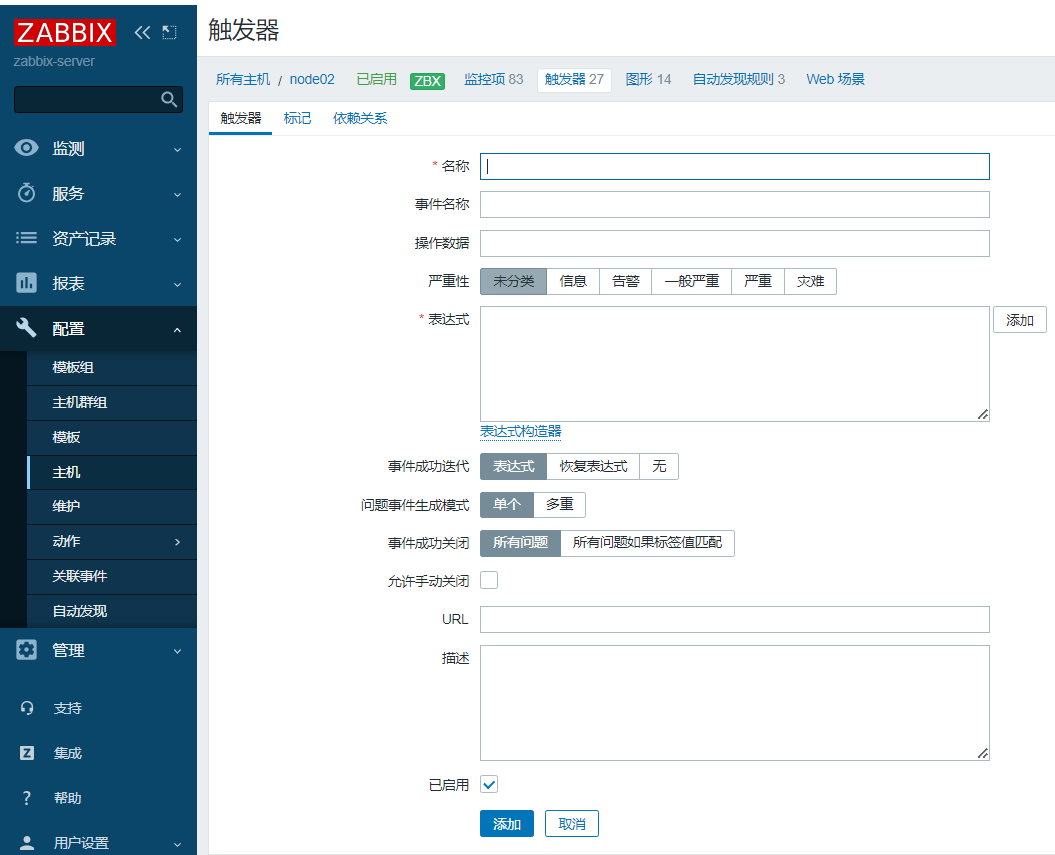 ZABBIX
zabbix-server
监测
服务
资产记录
报表
配置
模板组
主机群组
模板
主机
维护
动作
关联事件
自动发现
管理
支持
Z 集成
? 帮助
用户设置
触发器
所有主机 / node02 已启用 ZBX 监控项 83 触发器 27 图形 14 自动发现规则 3 Web 场景
触发器 标记 依赖关系
* 名称
事件名称
操作数据
严重性 未分类 信息 告警 一般严重 严重 灾难
* 表达式 添加
表达式构造器
事件成功迭代 表达式 恢复表达式 无
问题事件生成模式 单个 多重
事件成功关闭 所有问题 所有问题如果标签值匹配
允许手动关闭
URL
描述
已启用
添加 取消